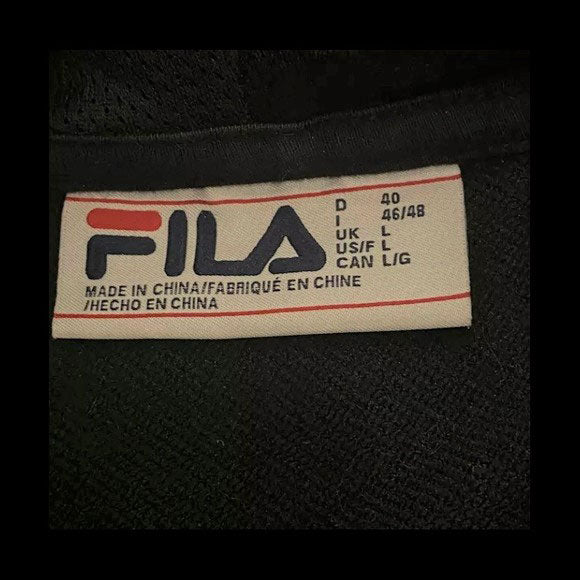 FILA
D 40
I 46/48
UK L
US/F L
CAN L/G
MADE IN CHINA/FABRIQUÉ EN CHINE
/HECHO EN CHINA